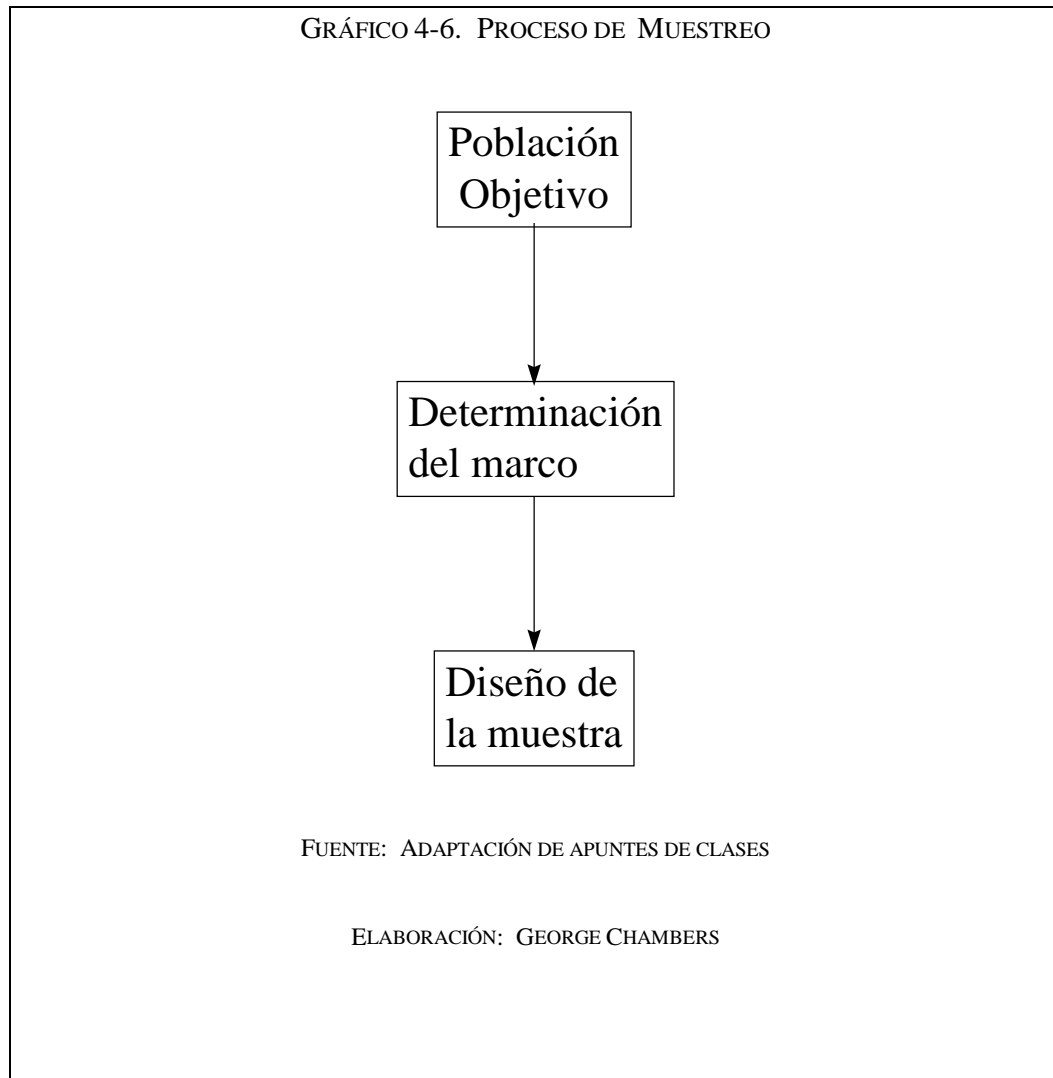 GRÁFICO 4-6. PROCESO DE MUESTREO
Población
Objetivo
Determinación
del marco
Diseño de
la muestra
FUENTE: ADAPTACIÓN DE APUNTES DE CLASES
ELABORACIÓN: GEORGE CHAMBERS